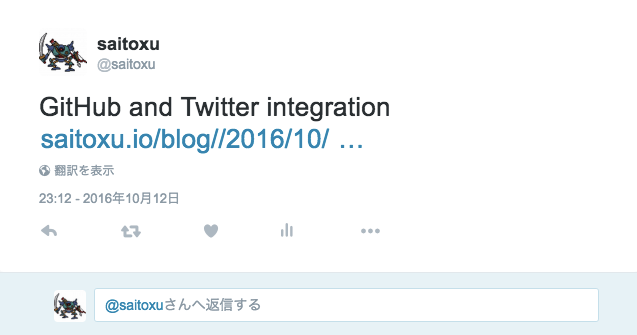 saitoxu
@saitoxu
GitHub and Twitter integration
saitoxu.io/blog//2016/10/ …
翻訳を表示
23:12 - 2016年10月12日
@saitoxuさんへ返信する